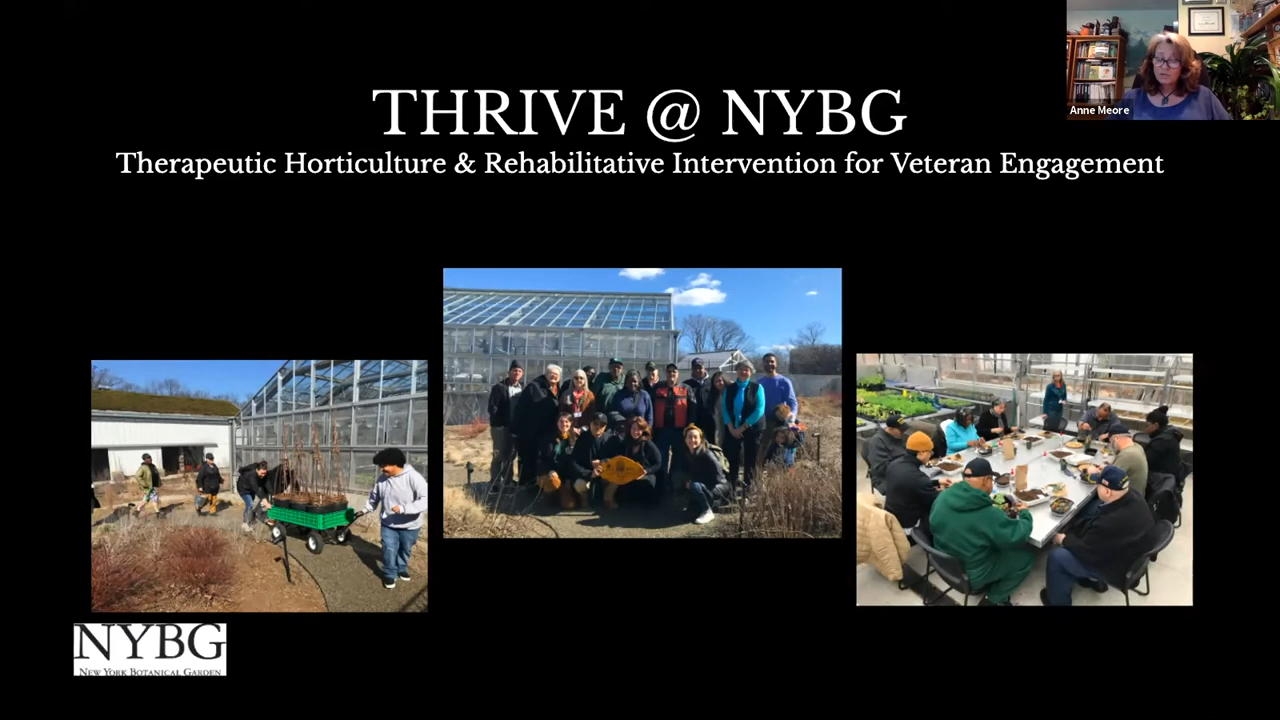 THRIVE @ NYBG
Therapeutic Horticulture & Rehabilitative Intervention for Veteran Engagement
Anne Meore
NYBG
NEW YORK BOTANICAL GARDEN